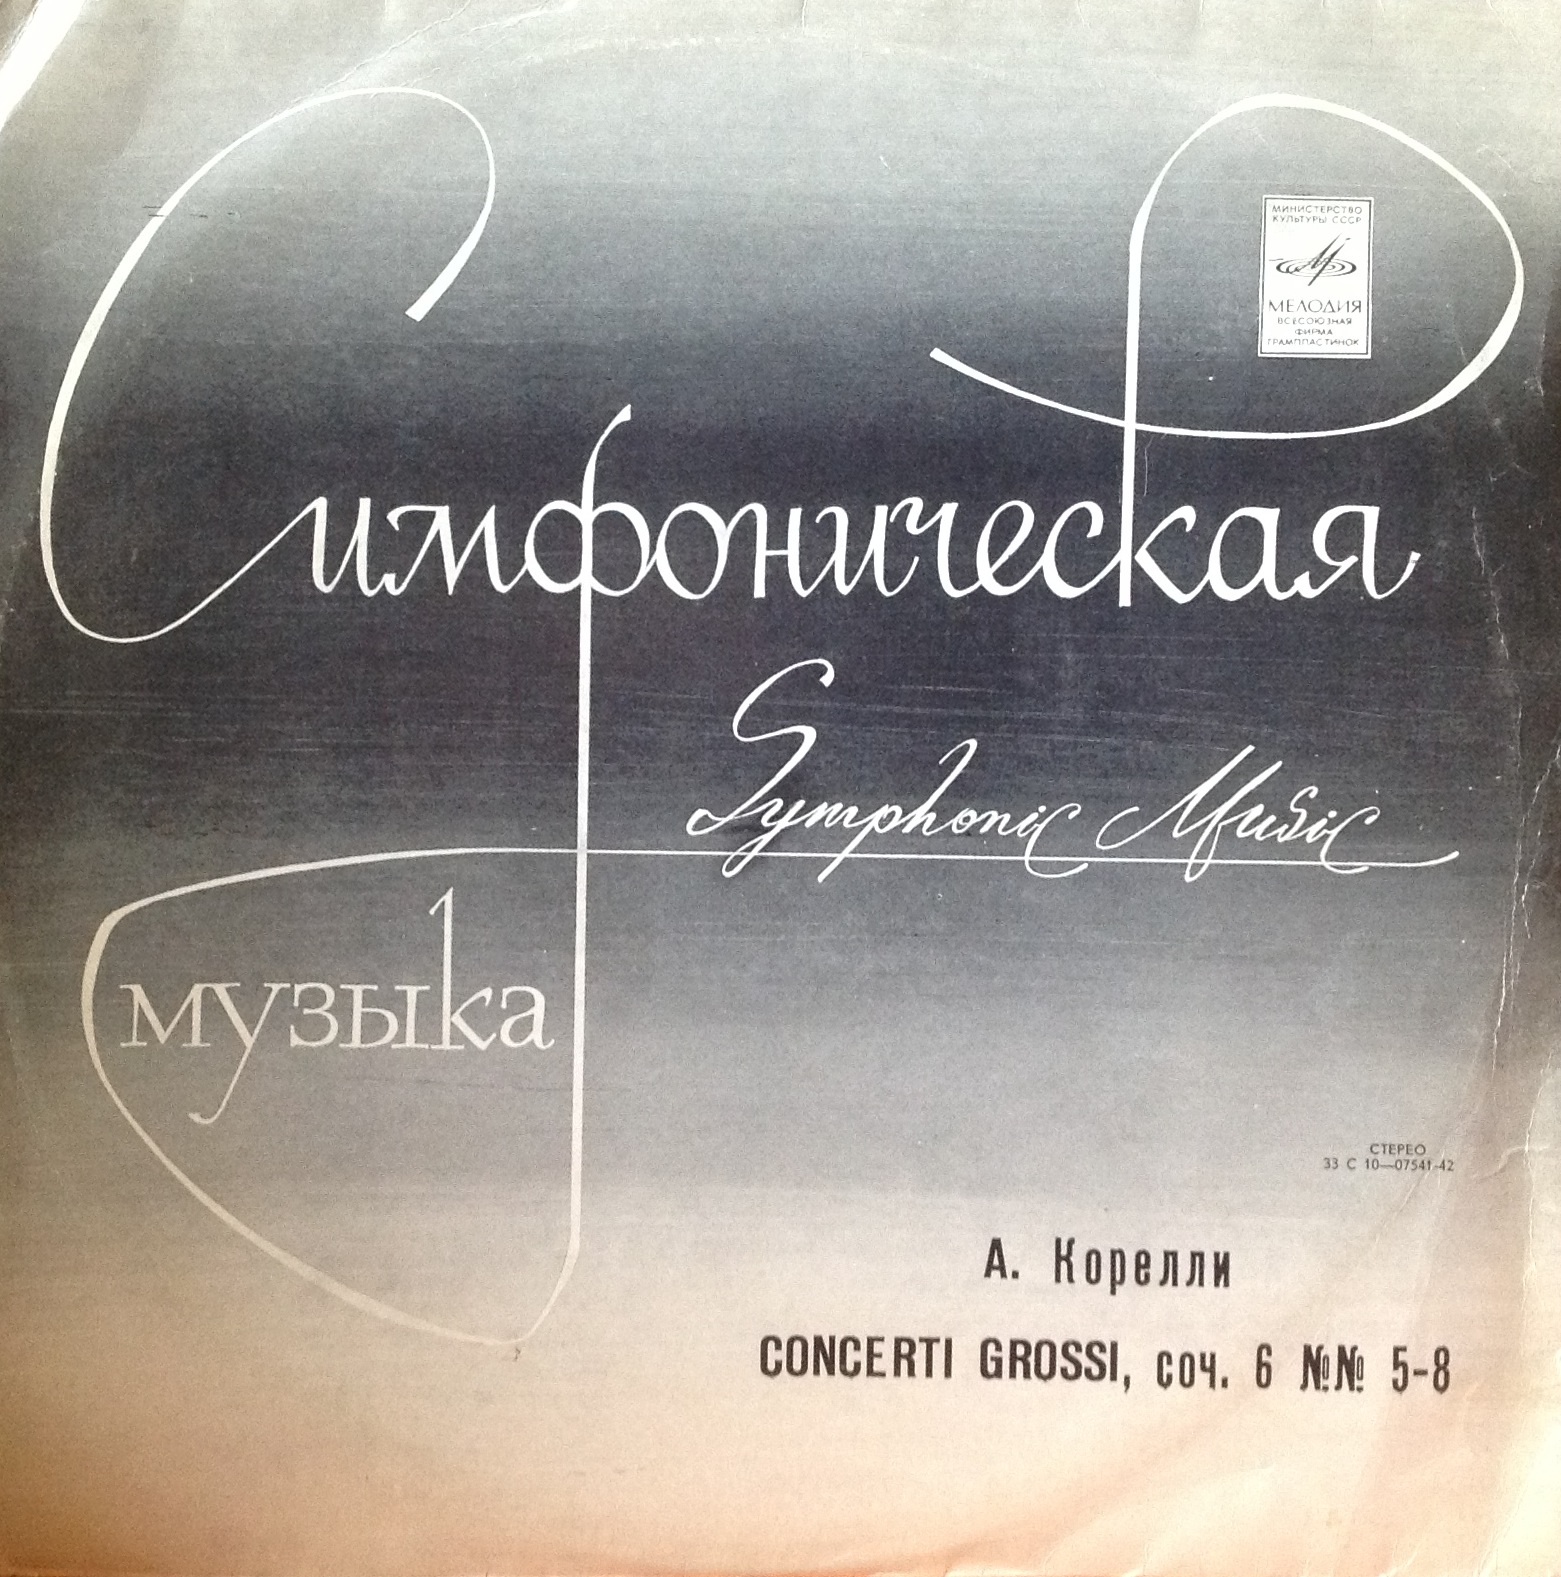 МИНИСТЕРСТВО
КУЛЬТУРЫ СССР
МЕЛОДИЯ
ВСЕСОЮЗНАЯ
ФИРМА
ГРАМПЛАСТИНОК
Симфоническая
Symphonic Music
музыка
СТЕРЕО
33 С 10—07541-42
А. Корелли
CONCERTI GROSSI, соч. 6 №№ 5-8